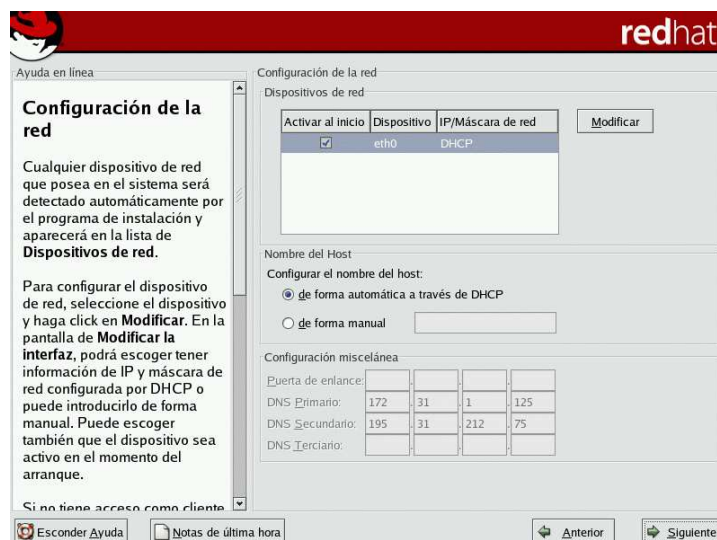 redhat
Ayuda en línea
Configuración de la
red
Cualquier dispositivo de red
que posea en el sistema será
detectado automáticamente por
el programa de instalación y
aparecerá en la lista de
Dispositivos de red.
Para configurar el dispositivo
de red, seleccione el dispositivo
y haga click en Modificar. En la
pantalla de Modificar la
interfaz, podrá escoger tener
información de IP y máscara de
red configurada por DHCP o
puede introducirlo de forma
manual. Puede escoger
también que el dispositivo sea
activo en el momento del
arranque.
Si no tiene acceso como cliente
Configuración de la red
Dispositivos de red
Activar al inicio Dispositivo IP/Máscara de red
eth0 DHCP
Modificar
Nombre del Host
Configurar el nombre del host:
de forma automática a través de DHCP
de forma manual
Configuración miscelánea
Puerta de enlance: . . .
DNS Primario: 172 . 31 . 1 . 125
DNS Secundario: 195 . 31 . 212 . 75
DNS Terciario: . . .
Esconder Ayuda Notas de última hora Anterior Siguiente